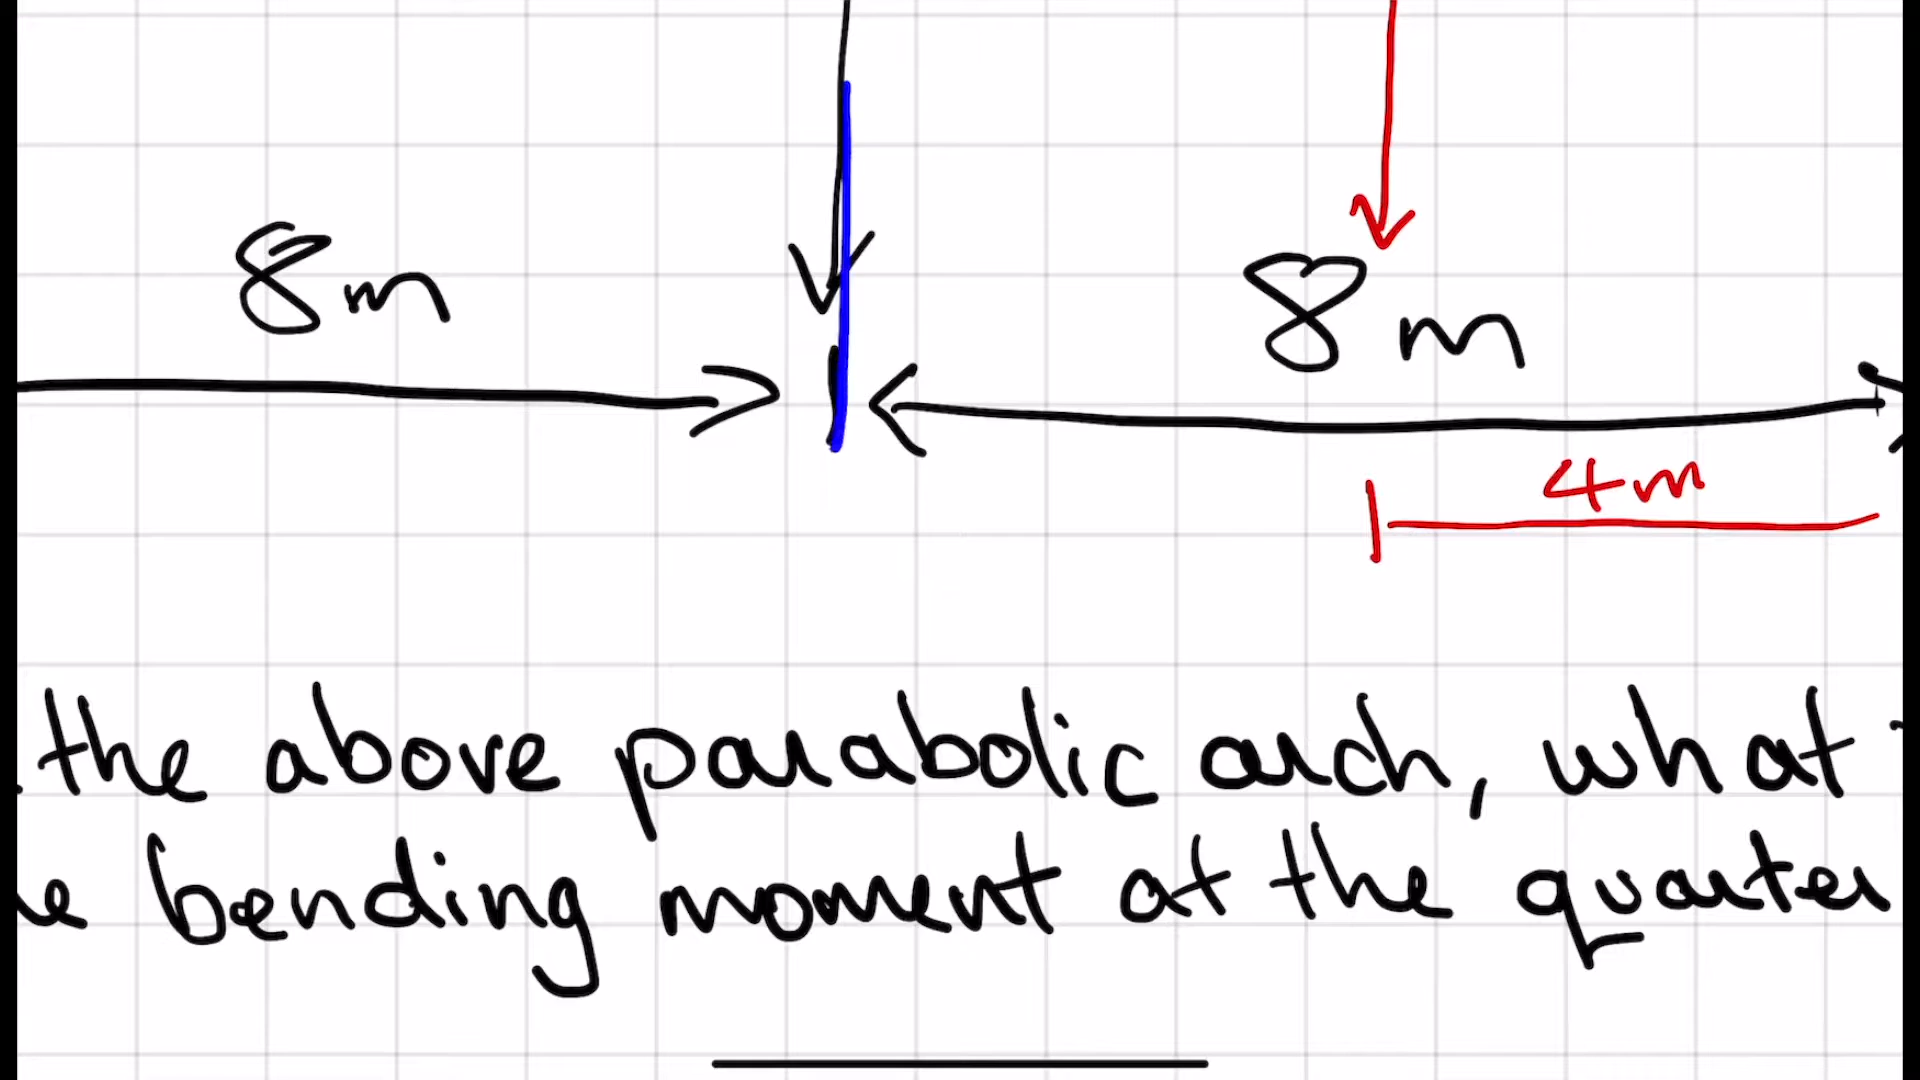 8m
8m
4m
the above parabolic arch, what
bending moment at the quarter